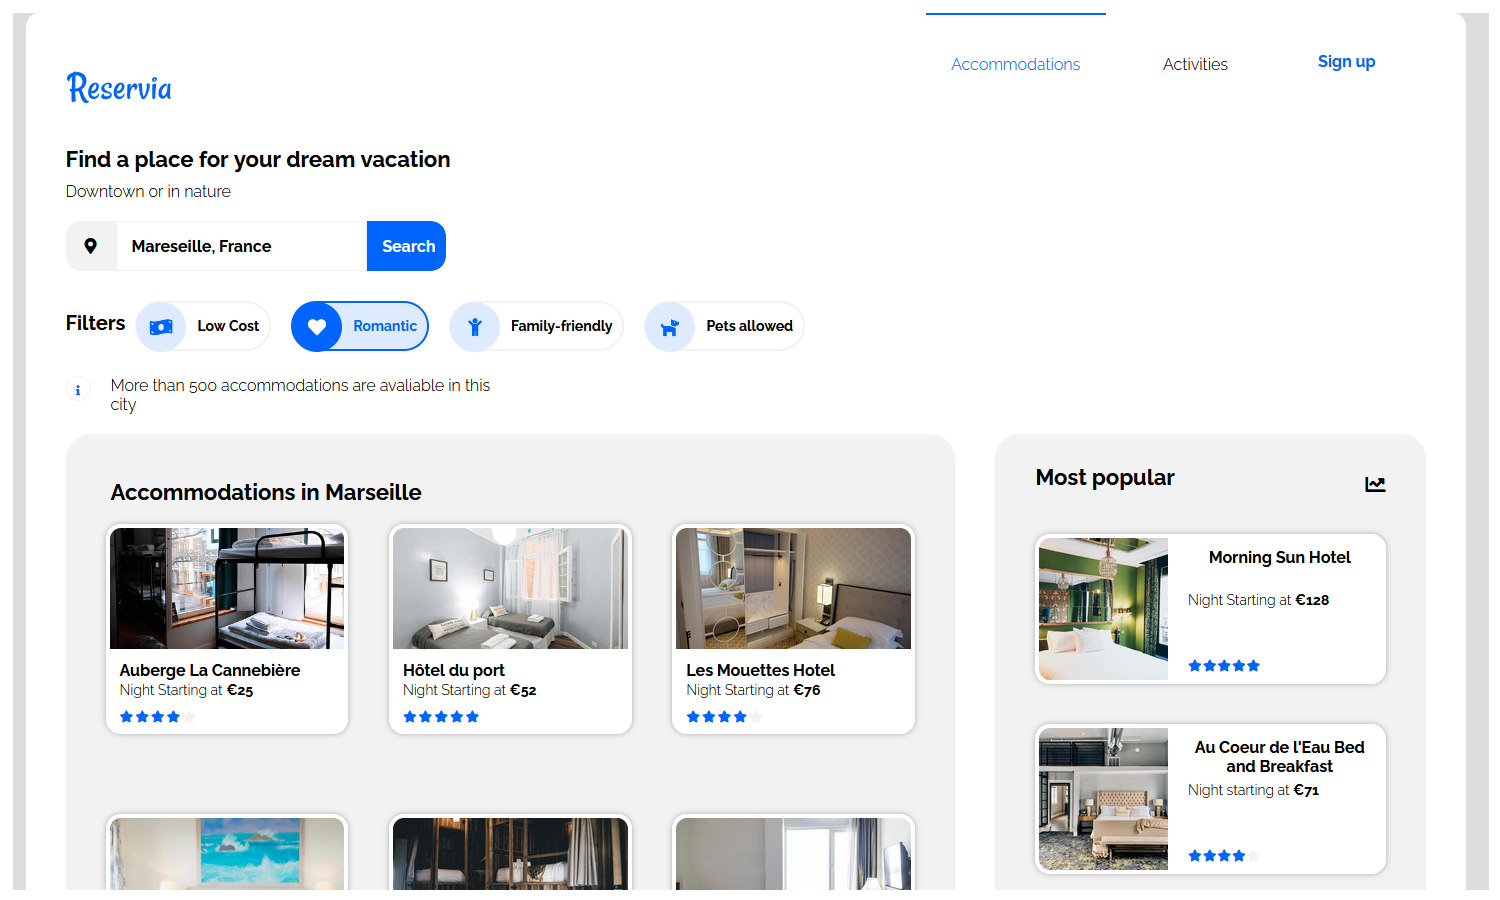 Accommodations
Activities
Sign up
Reservia
Find a place for your dream vacation
Downtown or in nature
Mareseille, France
Search
Filters
Low Cost
Romantic
Family-friendly
Pets allowed
More than 500 accommodations are avaliable in this
city
Accommodations in Marseille
Auberge La Cannebière
Night Starting at €25
Hôtel du port
Night Starting at €52
Les Mouettes Hotel
Night Starting at €76
Most popular
Morning Sun Hotel
Night Starting at €128
Au Coeur de l'Eau Bed
and Breakfast
Night starting at €71